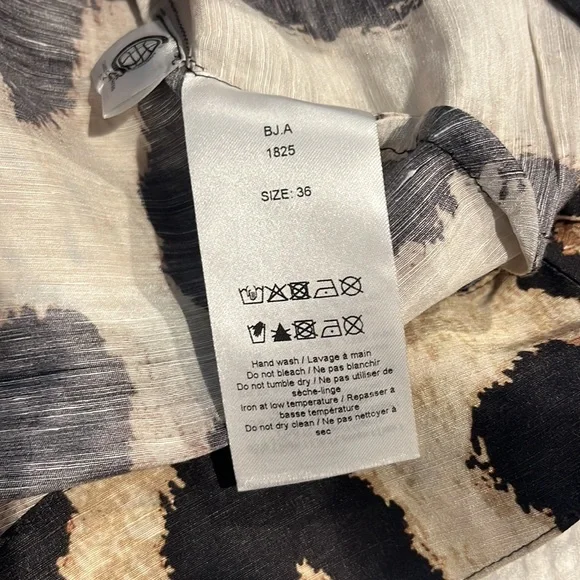 BJ.A
1825
SIZE: 36
Hand wash / Lavage à main
Do not bleach / Ne pas blanchir
Do not tumble dry / Ne pas utiliser de
sèche-linge
Iron at low temperature / Repasser a
basse température
Do not dry clean / Ne pas nettoyer à
sec